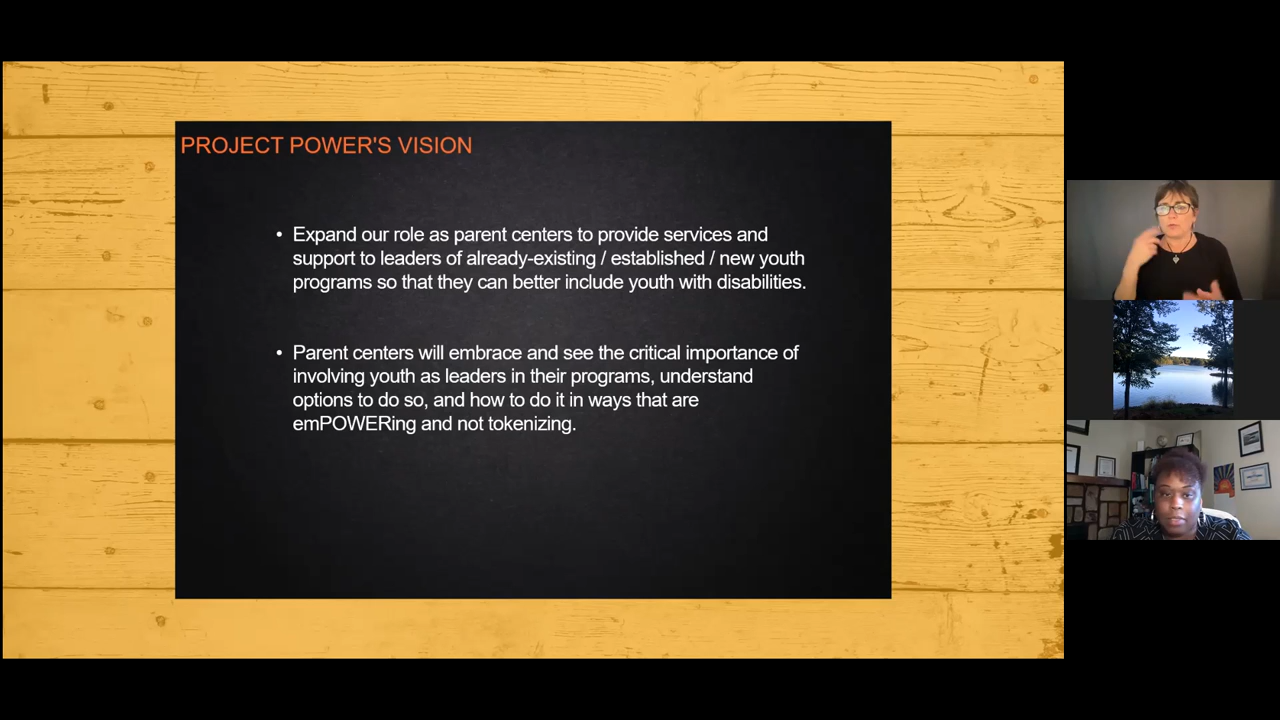 PROJECT POWER'S VISION
• Expand our role as parent centers to provide services and
support to leaders of already-existing / established / new youth
programs so that they can better include youth with disabilities.
• Parent centers will embrace and see the critical importance of
involving youth as leaders in their programs, understand
options to do so, and how to do it in ways that are
emPOWERing and not tokenizing.